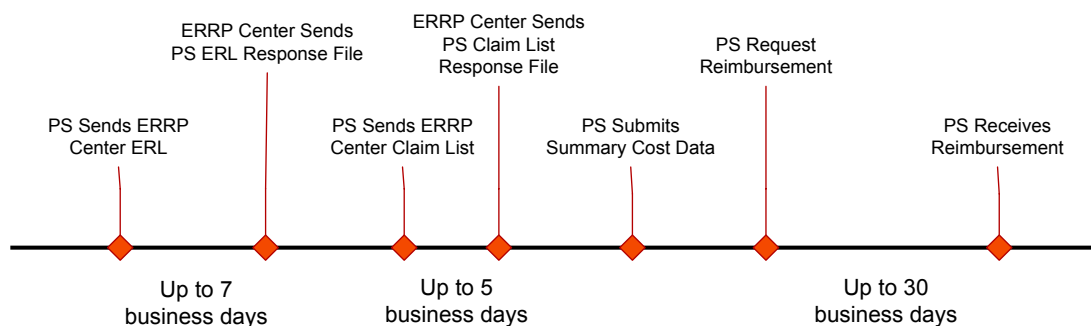 ERRP Center Sends
PS ERL Response File
ERRP Center Sends
PS Claim List
Response File
PS Request
Reimbursement
PS Sends ERRP
Center ERL
PS Sends ERRP
Center Claim List
PS Submits
Summary Cost Data
PS Receives
Reimbursement
Up to 7
business days
Up to 5
business days
Up to 30
business days